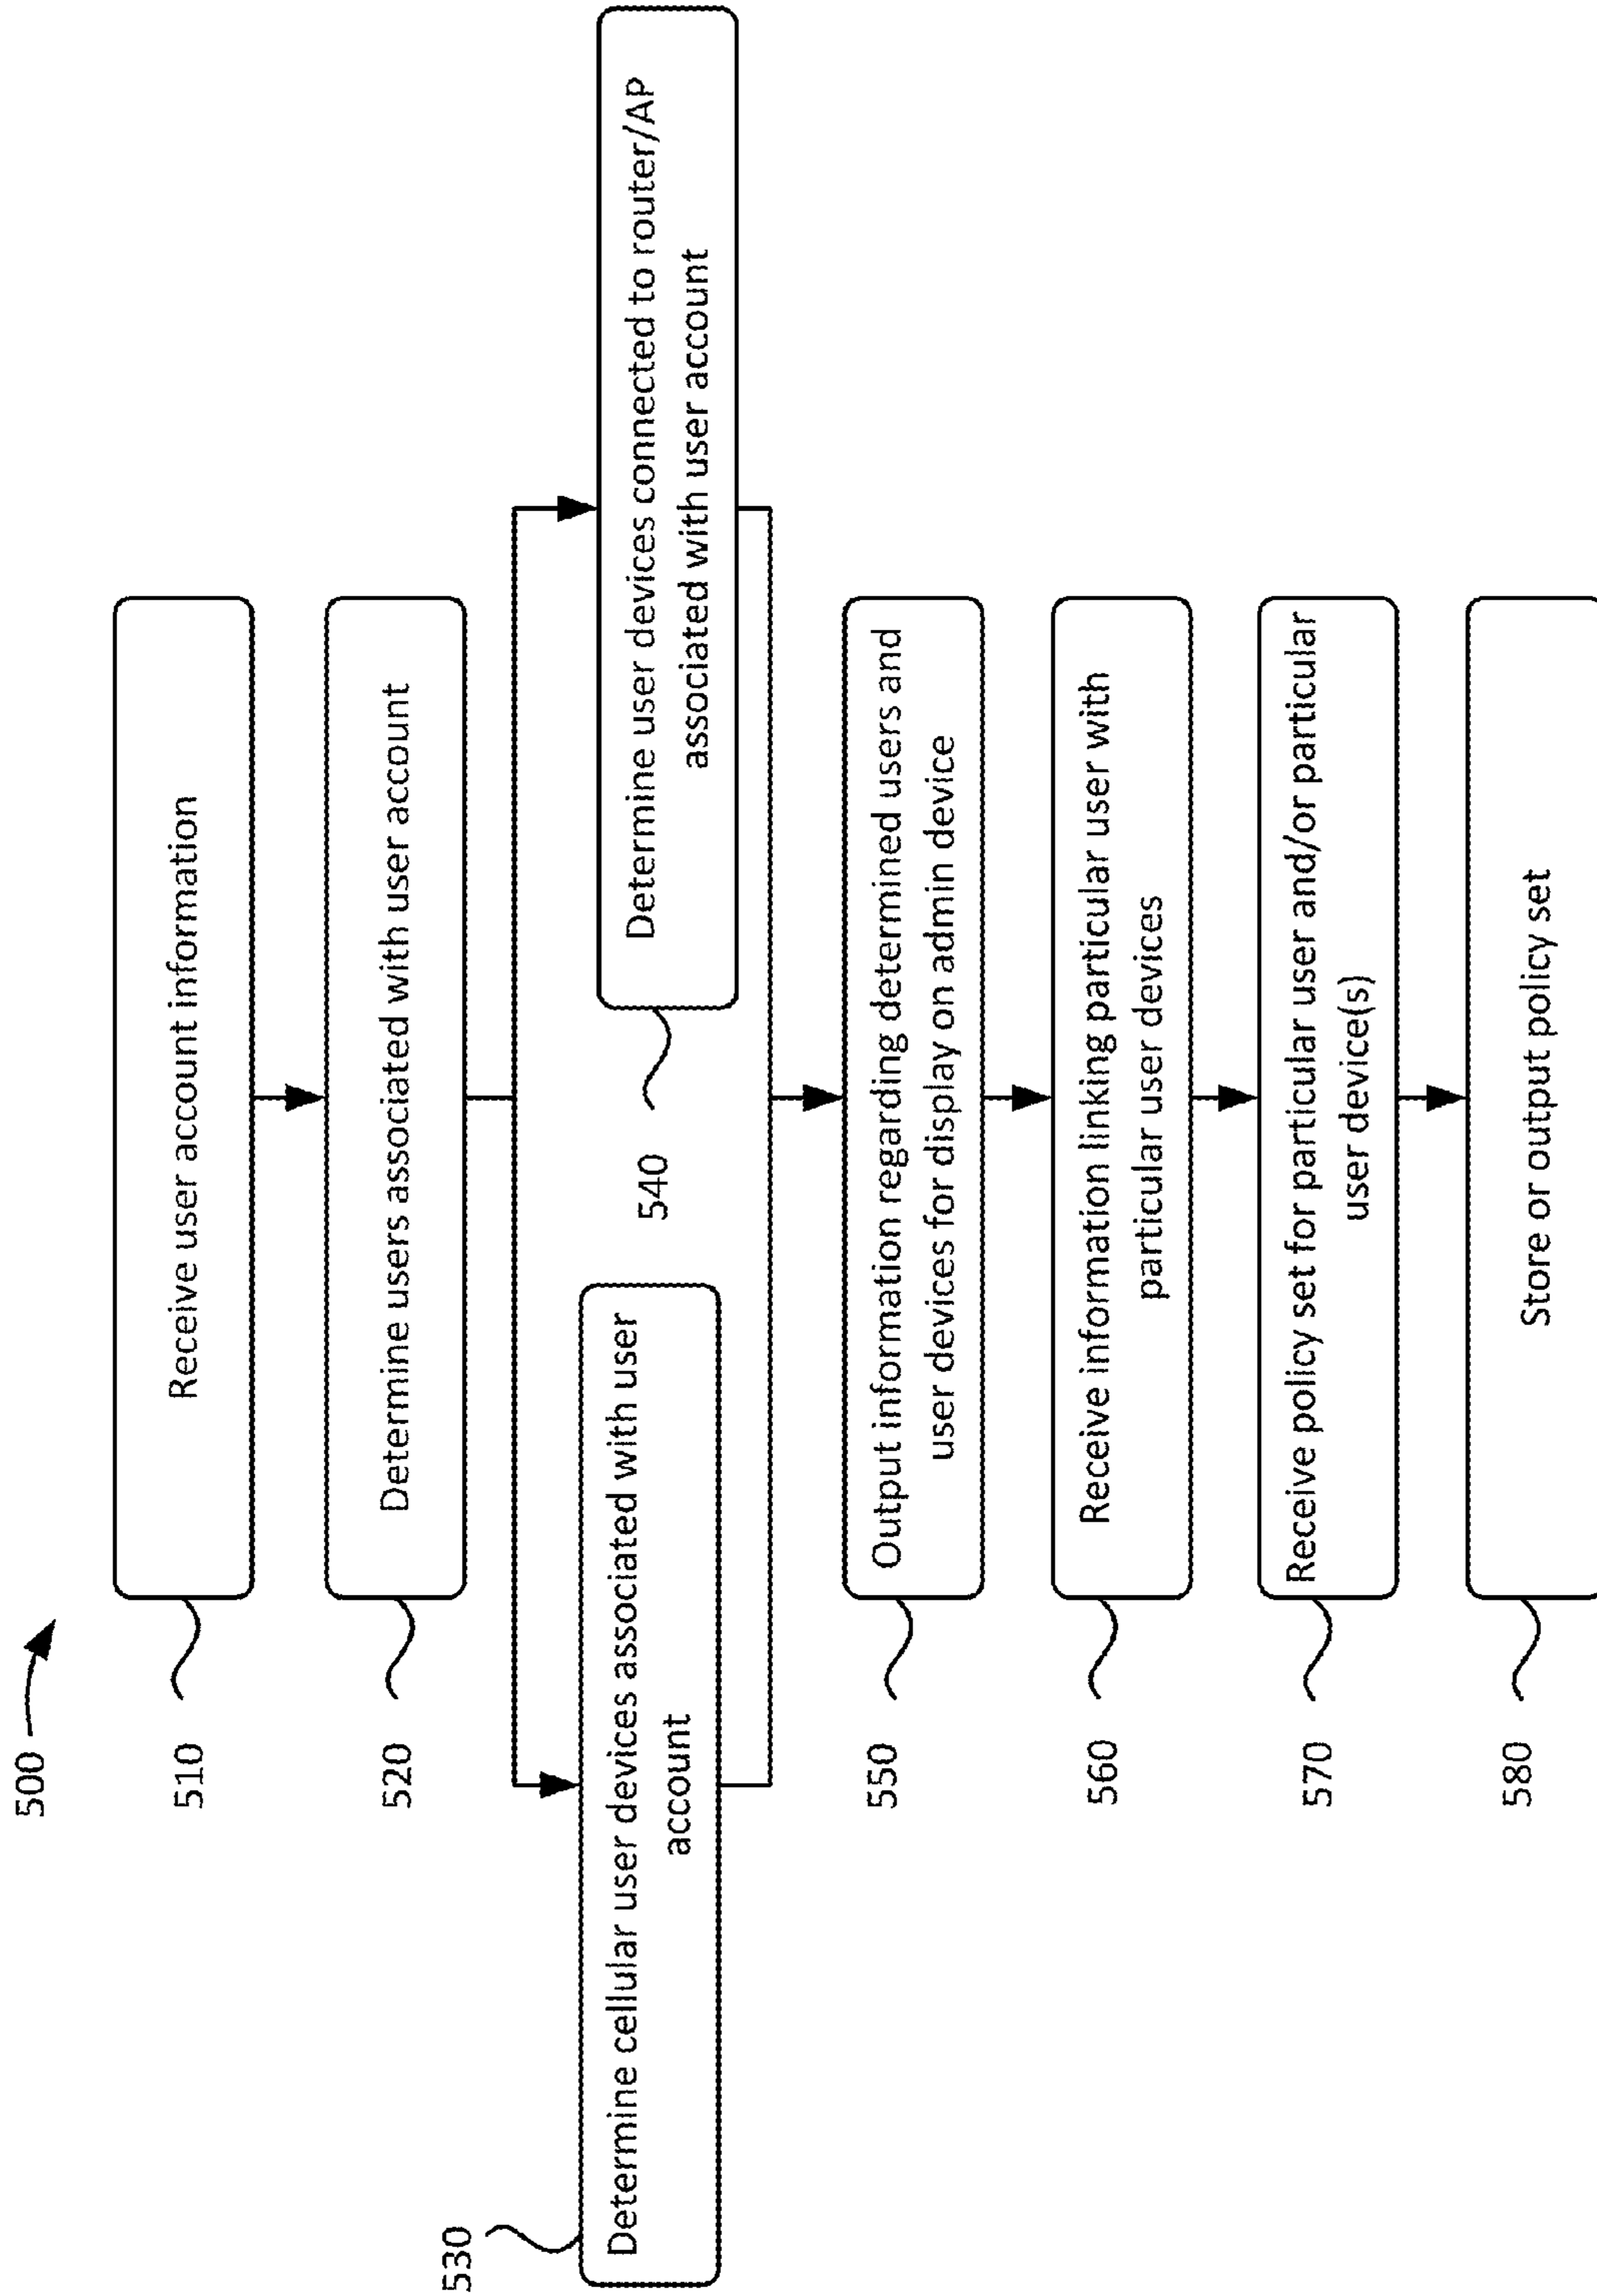 500
510
Receive user account information
520
Determine users associated with user account
530
Determine cellular user devices associated with user
account
540
Determine user devices connected to router/AP
associated with user account
550
Output information regarding determined users and
user devices for display on admin device
560
Receive information linking particular user with
particular user devices
570
Receive policy set for particular user and/or particular
user device(s)
580
Store or output policy set